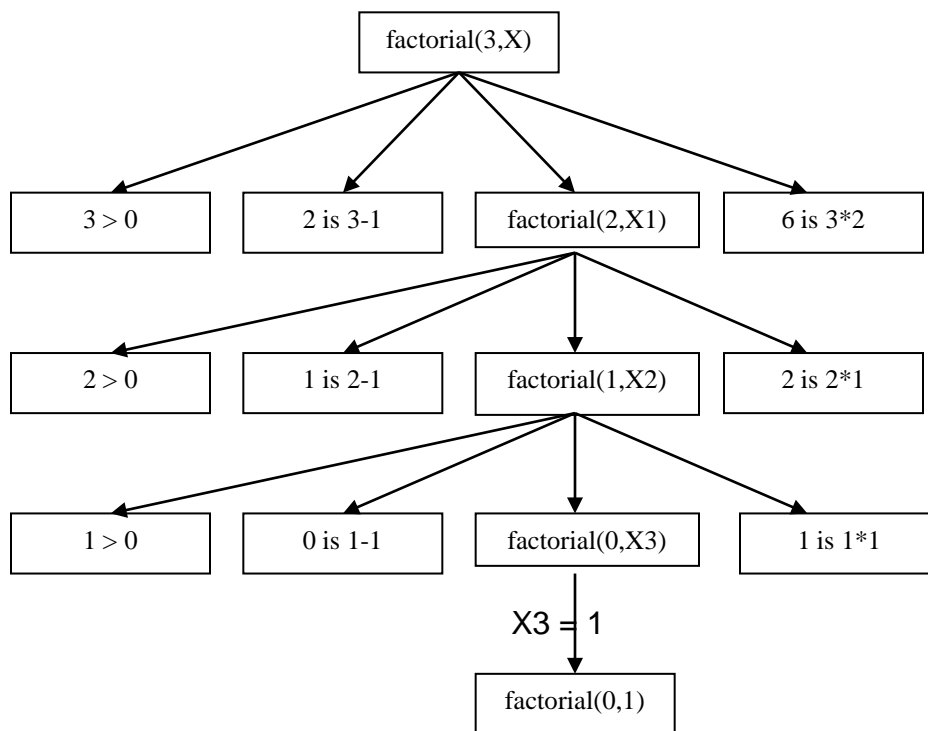 factorial(3,X)
3 > 0
2 is 3-1
factorial(2,X1)
6 is 3*2
2 > 0
1 is 2-1
factorial(1,X2)
2 is 2*1
1 > 0
0 is 1-1
factorial(0,X3)
1 is 1*1
X3 = 1
factorial(0,1)